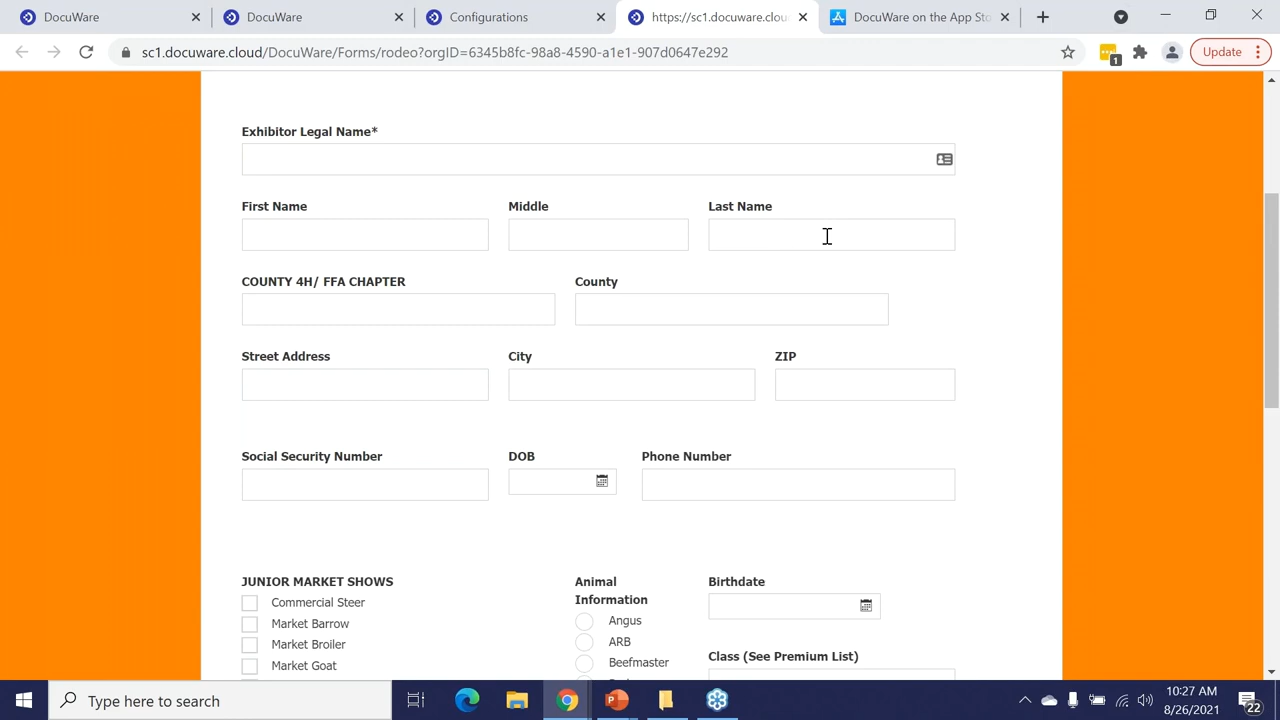 DocuWare
DocuWare
Configurations
https://sc1.docuware.clou
DocuWare on the App Sto
sc1.docuware.cloud/DocuWare/Forms/rodeo?orgID=6345b8fc-98a8-4590-a1e1-907d0647e292
1
Update
Exhibitor Legal Name*
First Name
Middle
Last Name
COUNTY 4H/ FFA CHAPTER
County
Street Address
City
ZIP
Social Security Number
DOB
Phone Number
JUNIOR MARKET SHOWS
Commercial Steer
Market Barrow
Market Broiler
Market Goat
Animal
Information
Angus
ARB
Beefmaster
Birthdate
Class (See Premium List)
Type here to search
10:27 AM
8/26/2021
22